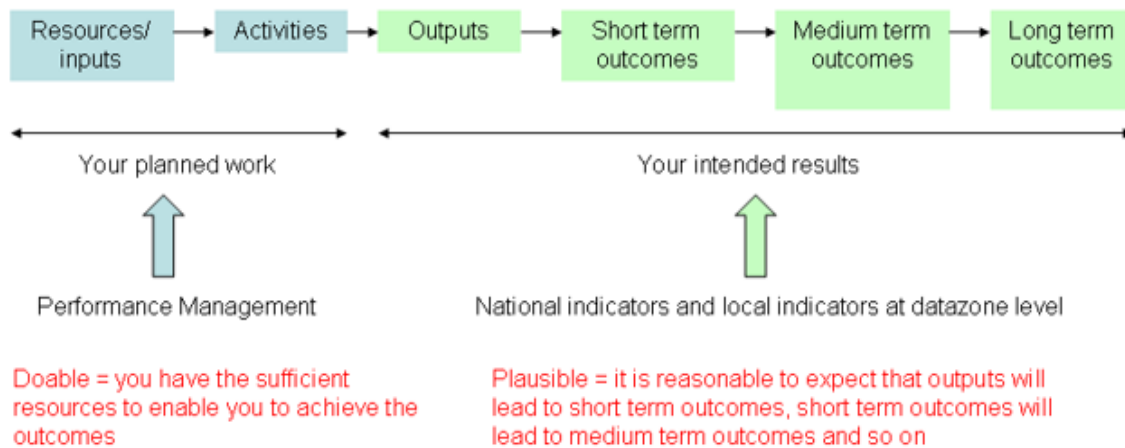 Resources/
inputs
Activities
Outputs
Short term
outcomes
Medium term
outcomes
Long term
outcomes
Your planned work
Your intended results
Performance Management
National indicators and local indicators at datazone level
Doable = you have the sufficient
resources to enable you to achieve the
outcomes
Plausible = it is reasonable to expect that outputs will
lead to short term outcomes, short term outcomes will
lead to medium term outcomes and so on